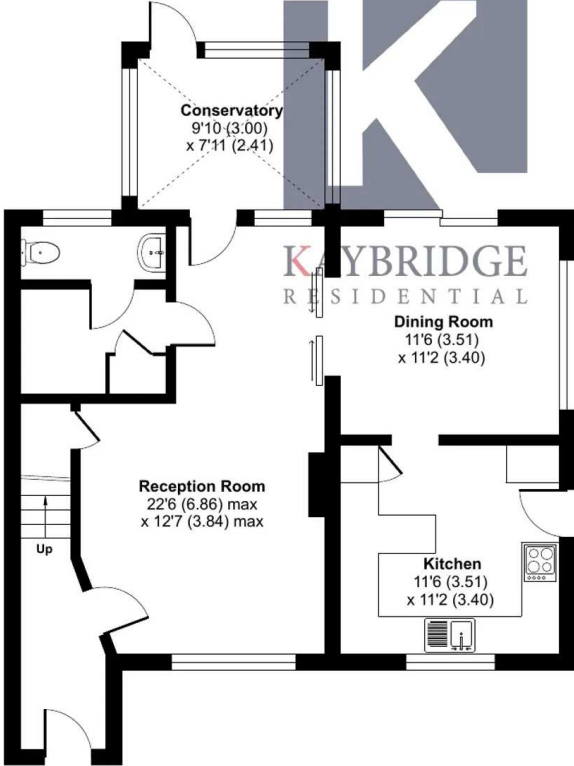 Conservatory
9'10 (3.00)
x 7'11 (2.41)
KAYBRIDGE
RESIDENTIAL
Dining Room
11'6 (3.51)
x 11'2 (3.40)
Reception Room
22'6 (6.86) max
x 12'7 (3.84) max
Up
Kitchen
11'6 (3.51)
x 11'2 (3.40)